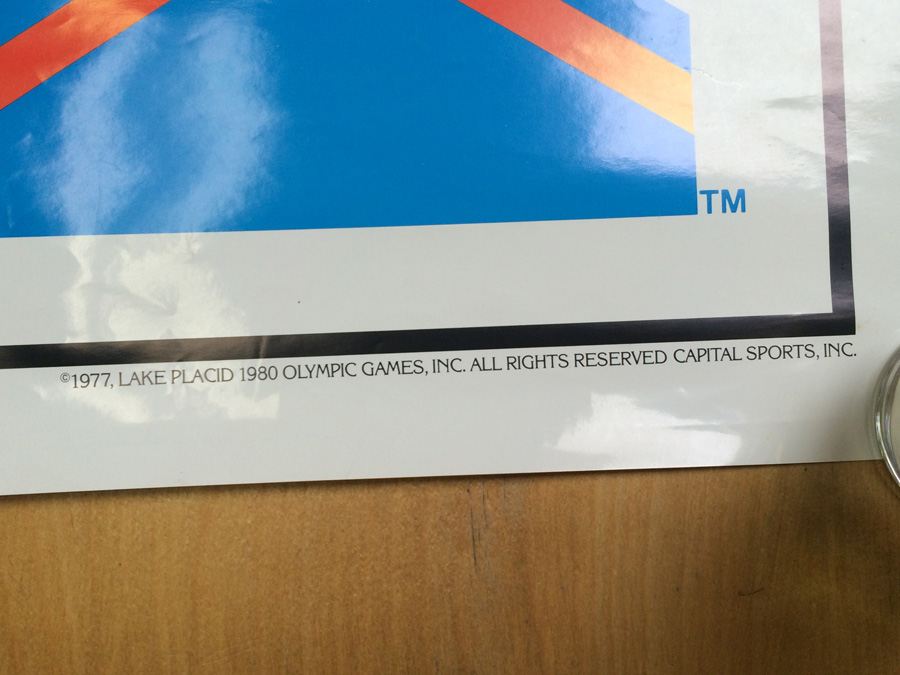 TM
©1977, LAKE PLACID 1980 OLYMPIC GAMES, INC. ALL RIGHTS RESERVED CAPITAL SPORTS, INC.